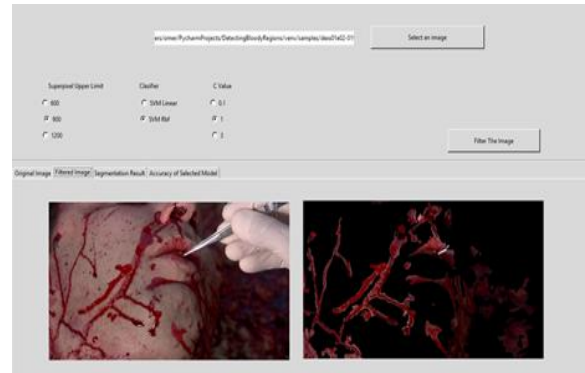 ers/omer/PycharmProjects/DetectingBloodyRegions/venv/samples/
Select an image
Superpixel Upper Limit
Clasifier
C Value
600
SVM Linear
0.1
900
SVM Rbf
1
1200
3
Filter The Image
Original Image
Filtered Image
Segmentation Result
Accuracy of Selected Model